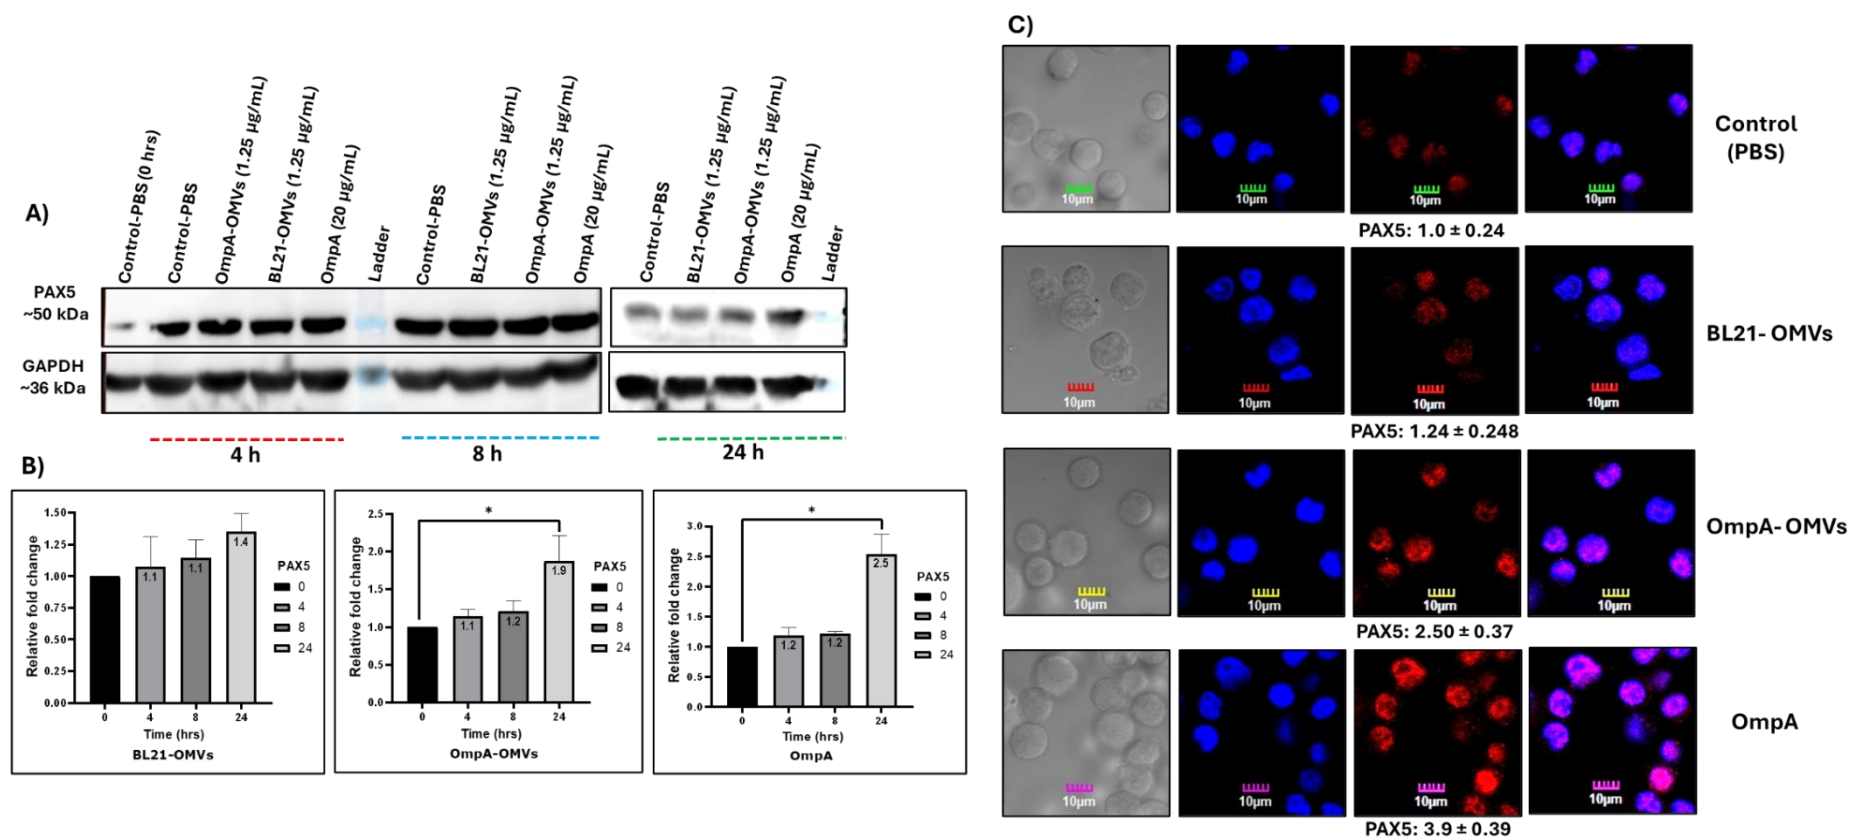 A)
Control-PBS (0 hrs)
Control-PBS
OmpA-OMVs (1.25 µg/mL)
BL21-OMVs (1.25 µg/mL)
OmpA (20 µg/mL)
Ladder
Control-PBS
BL21-OMVs (1.25 µg/mL)
OmpA-OMVs (1.25 µg/mL)
OmpA (20 µg/mL)
Control-PBS
BL21-OMVs (1.25 µg/mL)
OmpA-OMVs (1.25 µg/mL)
OmpA (20 µg/mL)
Ladder
PAX5
~50 kDa
GAPDH
~36 kDa
4 h
8 h
24 h
B)
Relative fold change
1.50
1.25
1.00
0.75
0.50
0.25
0.00
1.1
1.1
1.4
0 4 8 24
Time (hrs)
BL21-OMVs
PAX5
0
4
8
24
Relative fold change
2.5
2.0
1.5
1.0
0.5
0.0
*
1.1
1.2
1.9
0 4 8 24
Time (hrs)
OmpA-OMVs
PAX5
0
4
8
24
Relative fold change
3.0
2.5
2.0
1.5
1.0
0.5
0.0
*
1.2
1.2
2.5
0 4 8 24
Time (hrs)
OmpA
PAX5
0
4
8
24
C)
10µm 10µm 10µm 10µm
Control
(PBS)
PAX5: 1.0 ± 0.24
10µm 10µm 10µm 10µm
BL21- OMVs
PAX5: 1.24 ± 0.248
10µm 10µm 10µm 10µm
OmpA- OMVs
PAX5: 2.50 ± 0.37
10µm 10µm 10µm 10µm
OmpA
PAX5: 3.9 ± 0.39